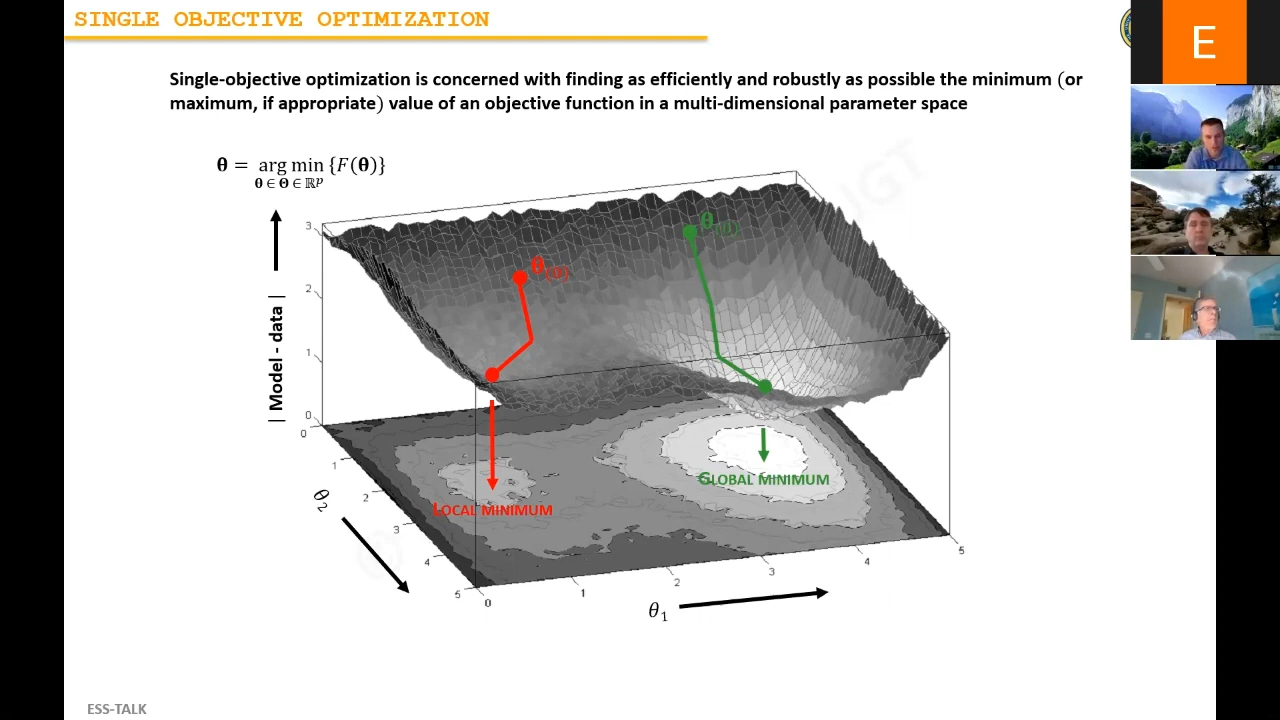 SINGLE OBJECTIVE OPTIMIZATION
E
Single-objective optimization is concerned with finding as efficiently and robustly as possible the minimum (or
maximum, if appropriate) value of an objective function in a multi-dimensional parameter space
θ = arg min {F(θ)}
θ ∈ Θ ∈ ℝᵖ
| Model - data |
3
2
1
0
GLOBAL MINIMUM
LOCAL MINIMUM
θ₂
0
1
2
3
4
5
0
1
2
3
4
5
θ₁
ESS-TALK